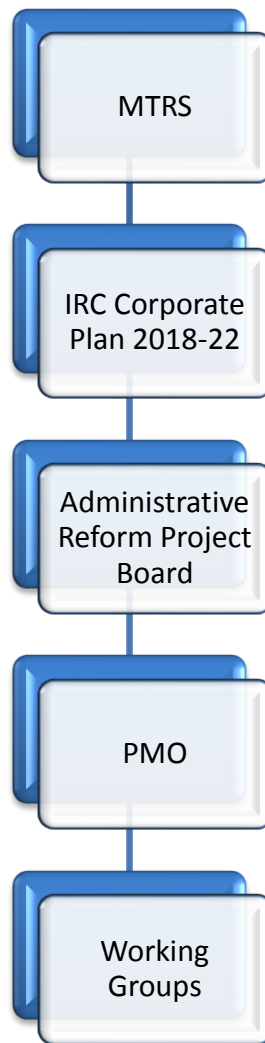 MTRS
IRC Corporate
Plan 2018-22
Administrative
Reform Project
Board
PMO
Working
Groups